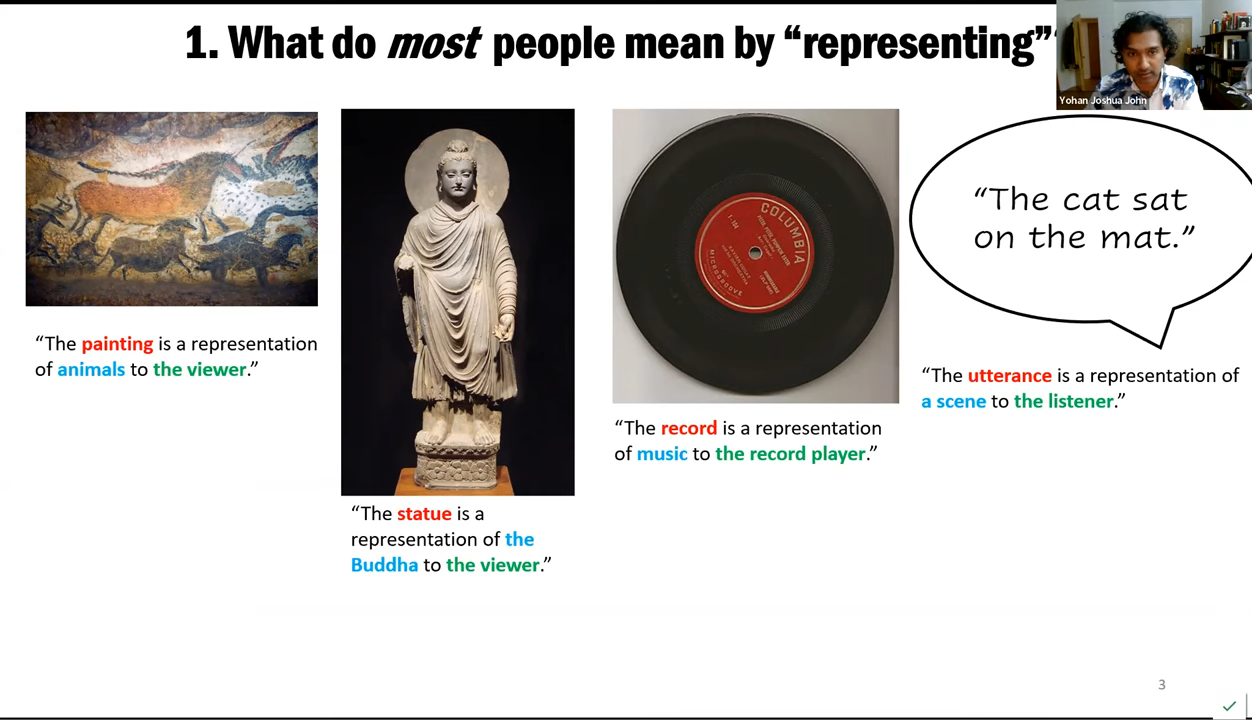 1. What do most people mean by “representing”
Yohan Joshua John
“The cat sat
on the mat.”
“The painting is a representation
of animals to the viewer.”
“The statue is a
representation of the
Buddha to the viewer.”
COLUMBIA
MICROGROOVE
“The record is a representation
of music to the record player.”
“The utterance is a representation of
a scene to the listener.”
3